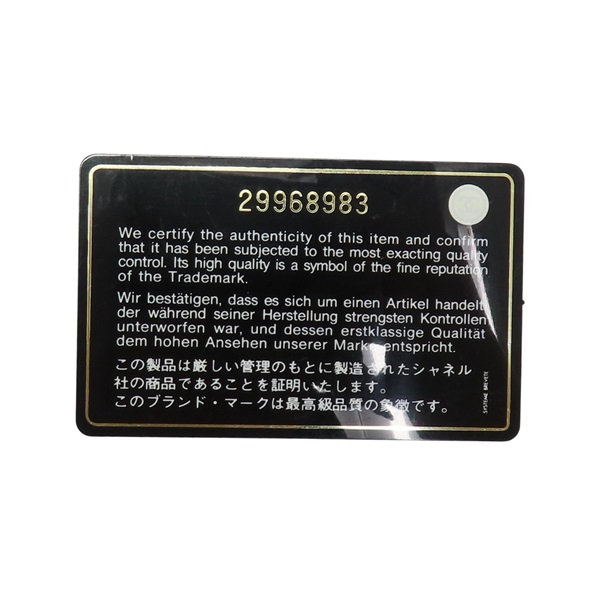 29968983
We certify the authenticity of this item and confirm
that it has been subjected to the most exacting quality
control. Its high quality is a symbol of the fine reputation
of the Trademark.
Wir bestätigen, dass es sich um einen Artikel handelt,
der während seiner Herstellung strengsten Kontrollen
unterworfen war, und dessen erstklassige Qualität
dem hohen Ansehen unserer Marke entspricht.
この製品は厳しい管理のもとに製造されたシャネル
社の商品であることを証明いたします。
このブランド・マークは最高級品質の象徴です。
SYSTEME BREVETE